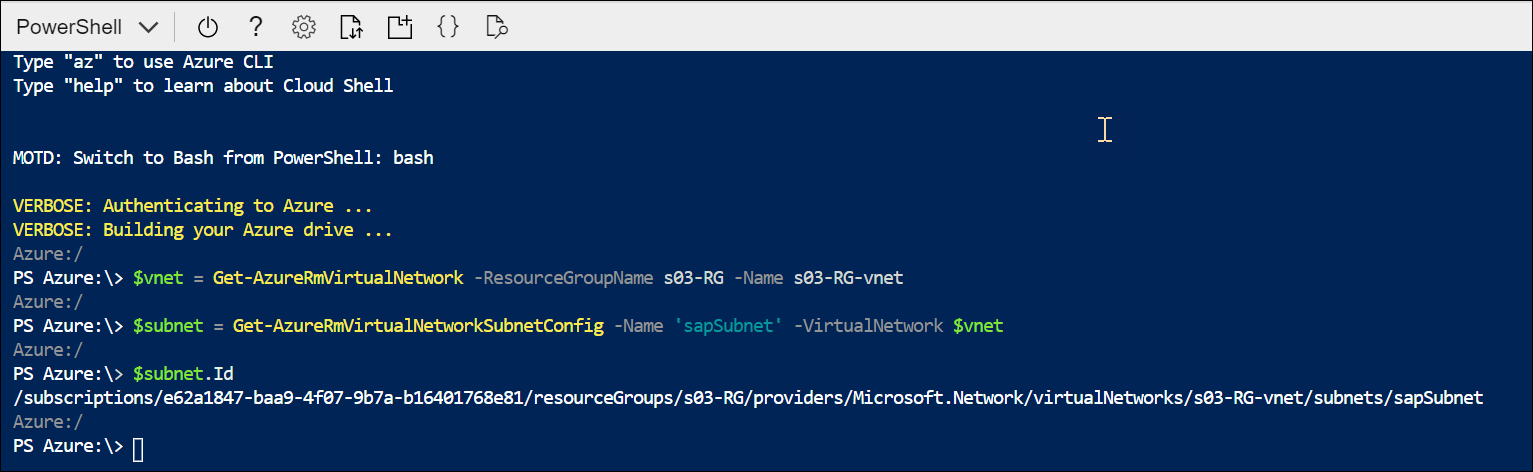 PowerShell
Type "az" to use Azure CLI
Type "help" to learn about Cloud Shell
MOTD: Switch to Bash from PowerShell: bash
VERBOSE: Authenticating to Azure ...
VERBOSE: Building your Azure drive ...
Azure:/
PS Azure:\> $vnet = Get-AzureRmVirtualNetwork -ResourceGroupName s03-RG -Name s03-RG-vnet
Azure:/
PS Azure:\> $subnet = Get-AzureRmVirtualNetworkSubnetConfig -Name 'sapSubnet' -VirtualNetwork $vnet
Azure:/
PS Azure:\> $subnet.Id
/subscriptions/e62a1847-baa9-4f07-9b7a-b16401768e81/resourceGroups/s03-RG/providers/Microsoft.Network/virtualNetworks/s03-RG-vnet/subnets/sapSubnet
Azure:/
PS Azure:\>